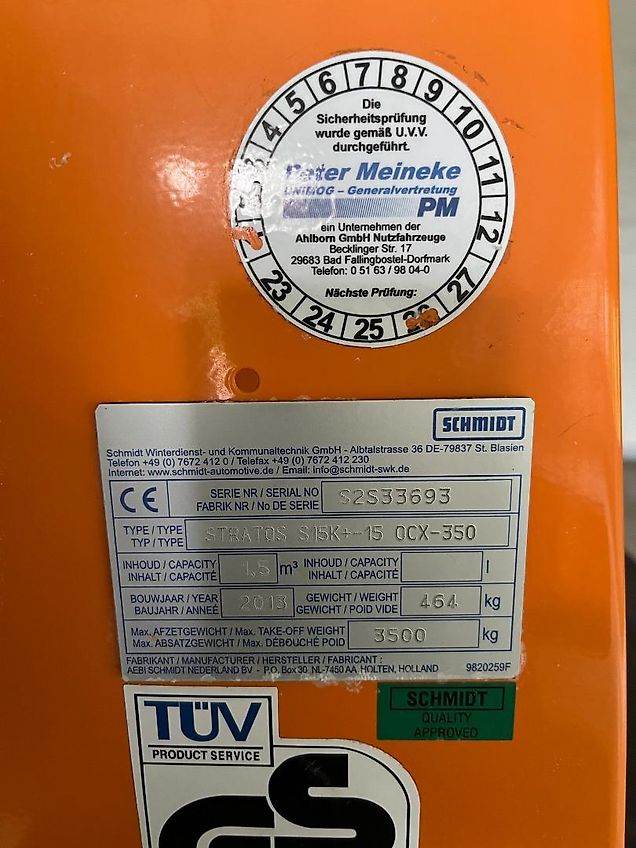 4 5 6 7 8 9 10 11 12
Die
Sicherheitsprüfung
wurde gemäß U.V.V.
durchgeführt.
Peter Meineke
UNIMOG – Generalvertretung
PM
ein Unternehmen der
Ahlborn GmbH Nutzfahrzeuge
Becklinger Str. 17
29683 Bad Fallingbostel-Dorfmark
Telefon: 0 51 63 / 98 04-0
Nächste Prüfung:
23 24 25 26 27
SCHMIDT
Schmidt Winterdienst- und Kommunaltechnik GmbH - Albtalstrasse 36 DE-79837 St. Blasien
Telefon +49 (0) 7672 412 0 / Telefax +49 (0) 7672 412 230
Internet: www.schmidt-automotive.de / Email: info@schmidt-swk.de
CE
SERIE NR / SERIAL NO
FABRIK NR / No DE SERIE
S2S33693
TYPE / TYPE
TYP / TYPE
STRATOS S15K+-15 OCX-350
INHOUD / CAPACITY
INHALT / CAPACITY
1,5 m³
INHOUD / CAPACITY
INHALT / CAPACITY
l
BOUWJAAR / YEAR
BAUJAHR / ANNEÉ
2013
GEWICHT / WEIGHT
GEWICHT / POID VIDE
464 kg
MAX. AFZETGEWICHT / MAX. TAKE-OFF WEIGHT
MAX. ABSATZGEWICHT / MAX. DÉBOUCHÉ POID
3500 kg
FABRIKANT / MANUFACTURER / HERSTELLER / FABRICANT :
AEBI SCHMIDT NEDERLAND BV - P.O. Box 30 NL-7450 AA HOLTEN, HOLLAND
9820259F
TÜV
PRODUCT SERVICE
GS
SCHMIDT
QUALITY
APPROVED